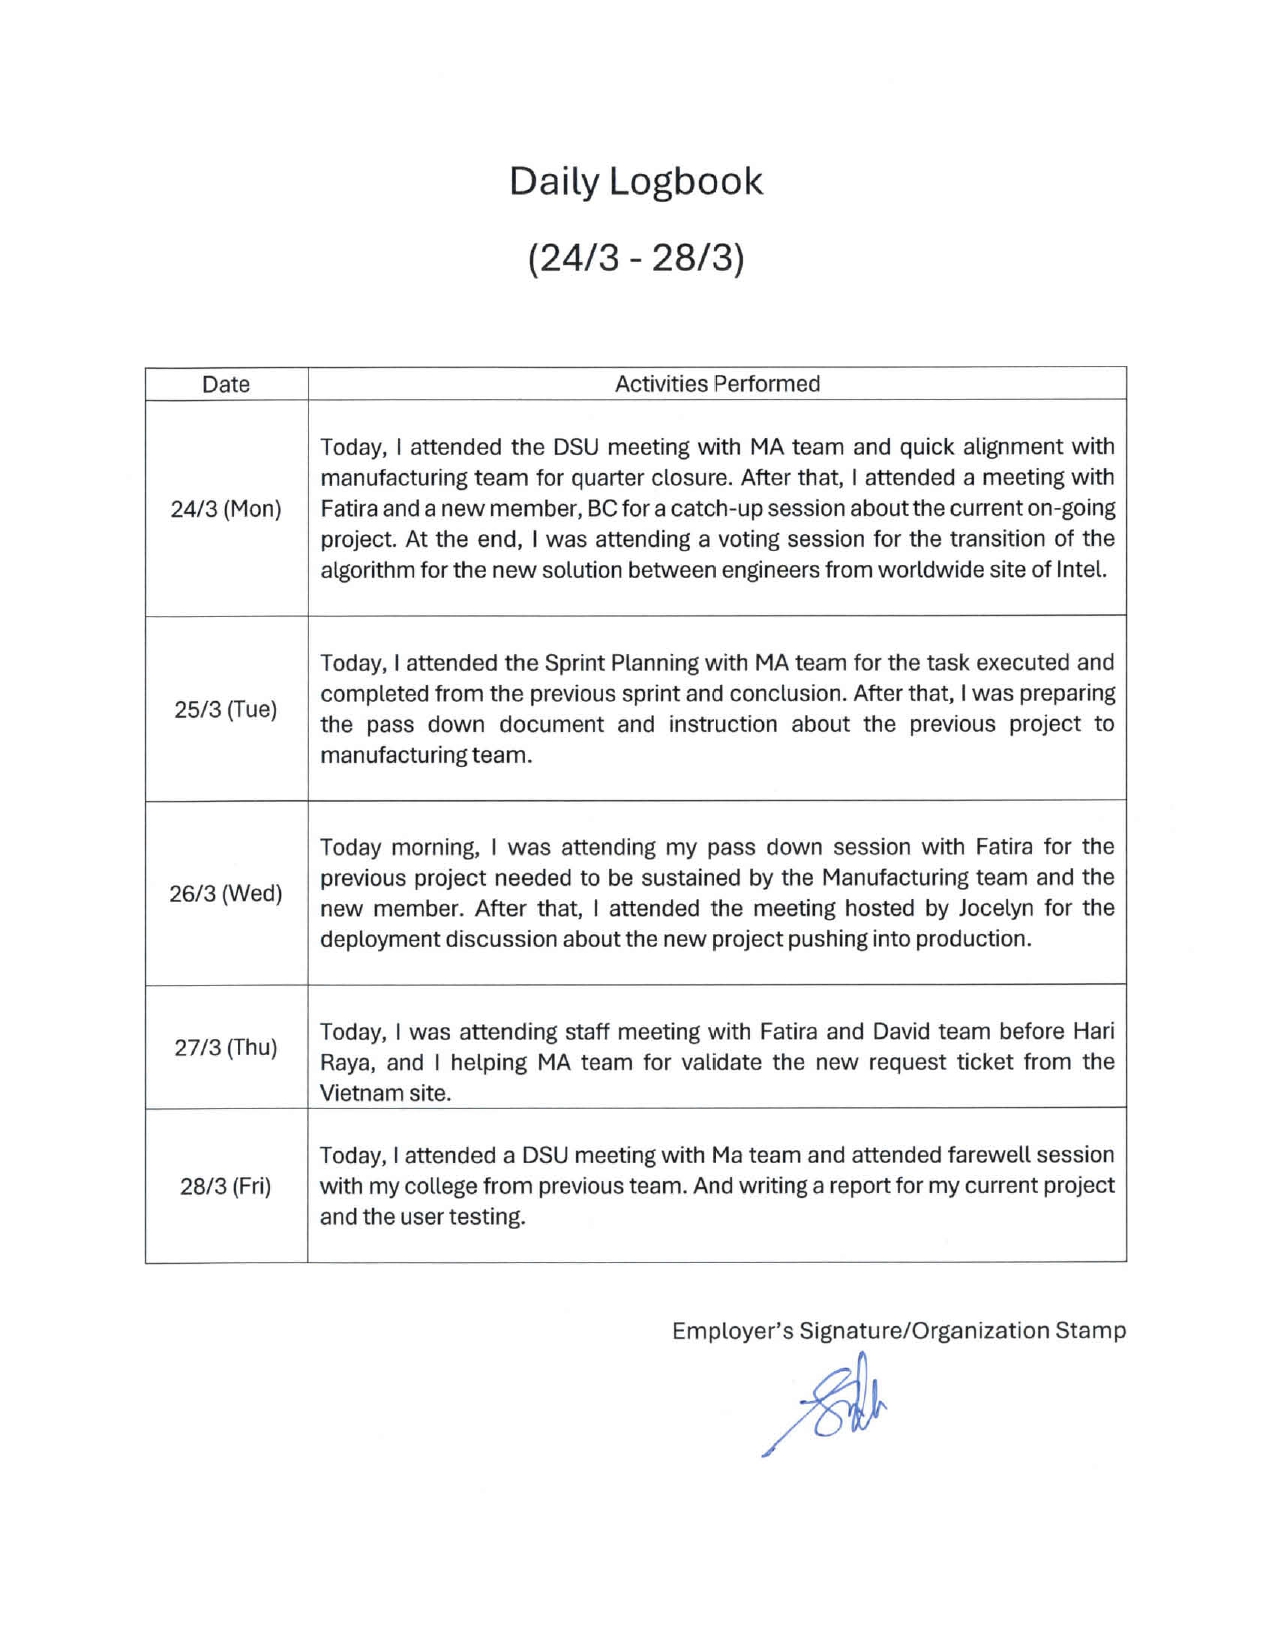 Daily Logbook
(24/3 - 28/3)
Date
Activities Performed
24/3 (Mon)
Today, I attended the DSU meeting with MA team and quick alignment with
manufacturing team for quarter closure. After that, I attended a meeting with
Fatira and a new member, BC for a catch-up session about the current on-going
project. At the end, I was attending a voting session for the transition of the
algorithm for the new solution between engineers from worldwide site of Intel.
25/3 (Tue)
Today, I attended the Sprint Planning with MA team for the task executed and
completed from the previous sprint and conclusion. After that, I was preparing
the pass down document and instruction about the previous project to
manufacturing team.
26/3 (Wed)
Today morning, I was attending my pass down session with Fatira for the
previous project needed to be sustained by the Manufacturing team and the
new member. After that, I attended the meeting hosted by Jocelyn for the
deployment discussion about the new project pushing into production.
27/3 (Thu)
Today, I was attending staff meeting with Fatira and David team before Hari
Raya, and I helping MA team for validate the new request ticket from the
Vietnam site.
28/3 (Fri)
Today, I attended a DSU meeting with Ma team and attended farewell session
with my college from previous team. And writing a report for my current project
and the user testing.
Employer's Signature/Organization Stamp